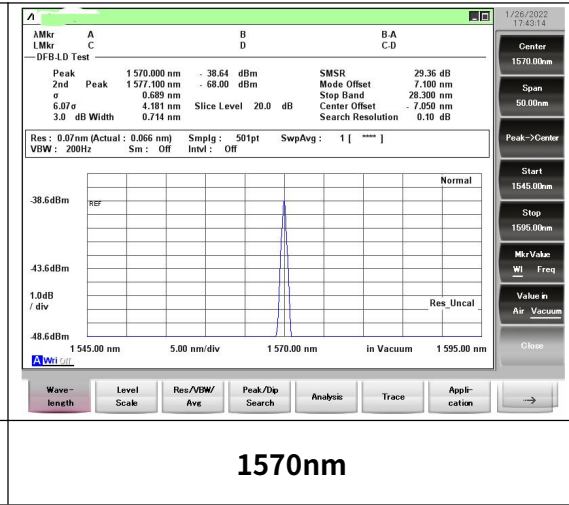 1/26/2022
17:43:14
λMkr A B B-A
LMkr C D C-D
DFB-LD Test
Peak 1 570.000 nm - 38.64 dBm SMSR 29.36 dB
2nd Peak 1 577.100 nm - 68.00 dBm Mode Offset 7.100 nm
σ 0.689 nm Stop Band 28.300 nm
6.07σ 4.181 nm Slice Level 20.0 dB Center Offset - 7.050 nm
3.0 dB Width 0.714 nm Search Resolution 0.10 dB
Res : 0.07nm (Actual : 0.066 nm) Smplg : 501pt SwpAvg : 1 [ **** ]
VBW : 200Hz Sm : Off Intvl : Off
Normal
-38.6dBm
REF
-43.6dBm
1.0dB
/ div
Res_Uncal
-48.6dBm
1 545.00 nm 5.00 nm/div 1 570.00 nm in Vacuum 1 595.00 nm
A Wri Off
Center
1570.00nm
Span
50.00nm
Peak->Center
Start
1545.00nm
Stop
1595.00nm
MkrValue
Wl Freq
Value in
Air Vacuum
Close
Wave-
length
Level
Scale
Res/VBW/
Avg
Peak/Dip
Search
Analysis
Trace
Appli-
cation
1570nm